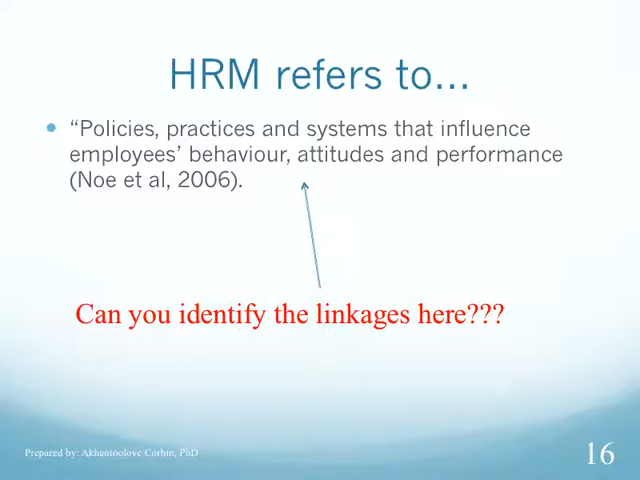 HRM refers to...
“Policies, practices and systems that influence
employees’ behaviour, attitudes and performance
(Noe et al, 2006).
Can you identify the linkages here???
Prepared by: Akhentoolove Corbin, PhD
16